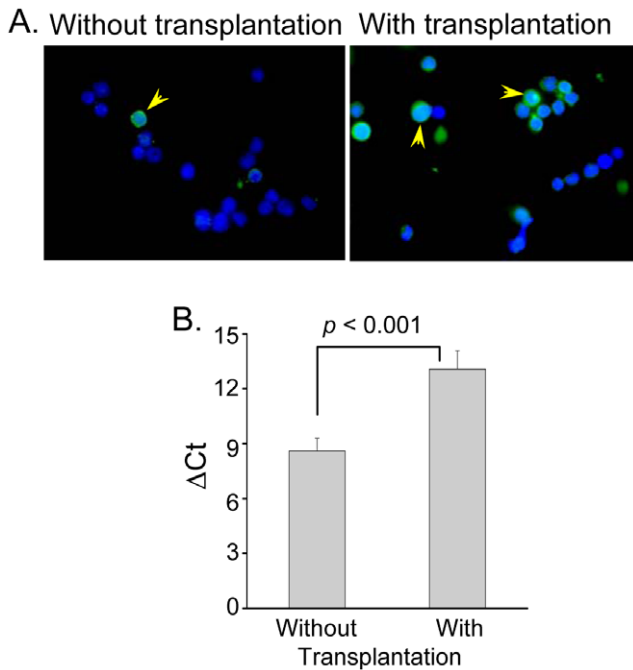 A. Without transplantation With transplantation
B.
p < 0.001
15
12
9
6
3
0
ΔCt
Without With
Transplantation